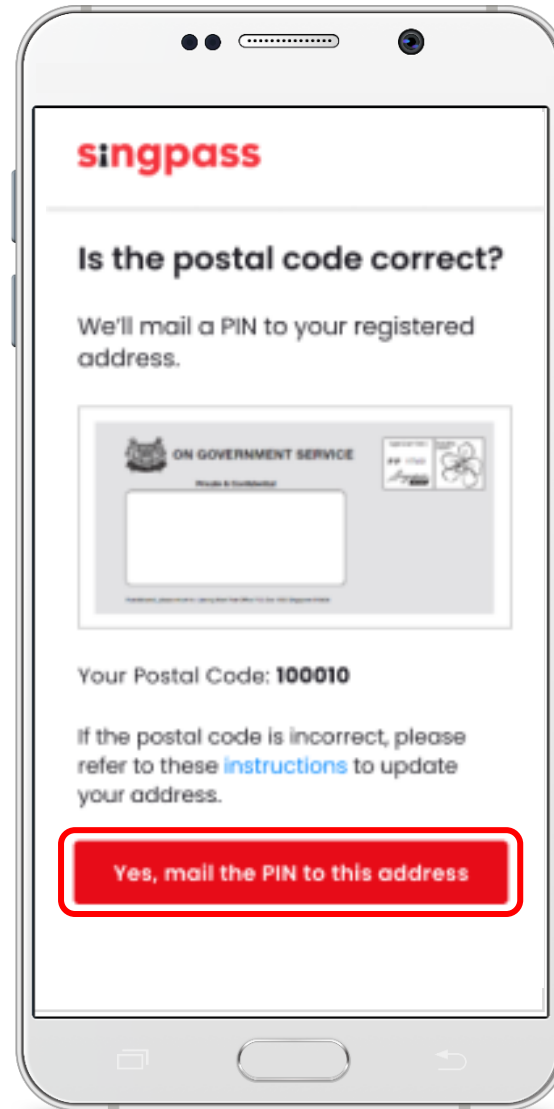 singpass
Is the postal code correct?
We'll mail a PIN to your registered
address.
ON GOVERNMENT SERVICE
Private & Confidential
Your Postal Code: 100010
If the postal code is incorrect, please
refer to these instructions to update
your address.
Yes, mail the PIN to this address